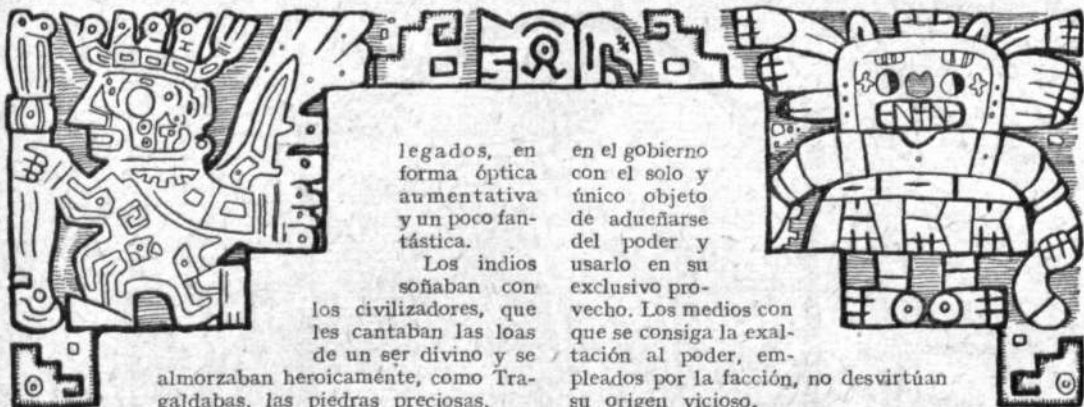 legados, en
forma óptica
aumentativa
y un poco fan-
tástica.
Los indios
soñaban con
los civilizadores, que
les cantaban las loas
de un ser divino y se
almorzaban heroicaménte, como Tra-
galdabas, las piedras preciosas,
en el gobierno
con el solo y
único objeto
de adueñarse
del poder y
usarlo en su
exclusivo pro-
vecho. Los medios con
que se consiga la exal-
tación al poder, em-
pleados por la facción, no desvirtúan
su origen vicioso.